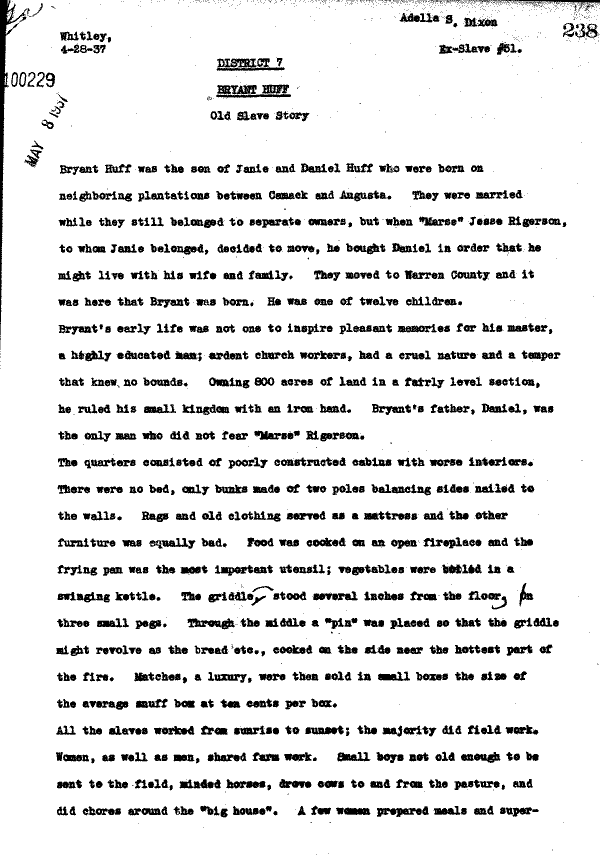 Adella S. Dixon
238
Whitley,
4-28-37
Ex-Slave #51.
DISTRICT 7
100229
BRYANT HUFF
Old Slave Story
MAY 8 1937
Bryant Huff was the son of Janie and Daniel Huff who were born on
neighboring plantations between Camack and Augusta. They were married
while they still belonged to separate owners, but when "Marse" Jesse Rigerson,
to whom Janie belonged, decided to move, he bought Daniel in order that he
might live with his wife and family. They moved to Warren County and it
was here that Bryant was born. He was one of twelve children.
Bryant's early life was not one to inspire pleasant memories for his master,
a highly educated man; ardent church workers, had a cruel nature and a temper
that knew no bounds. Owning 800 acres of land in a fairly level section,
he ruled his small kingdom with an iron hand. Bryant's father, Daniel, was
the only man who did not fear "Marse" Rigerson.
The quarters consisted of poorly constructed cabins with worse interiors.
There were no bed, only bunks made of two poles balancing sides nailed to
the walls. Rags and old clothing served as a mattress and the other
furniture was equally bad. Food was cooked on an open fireplace and the
frying pan was the most important utensil; vegetables were boiled in a
swinging kettle. The griddle stood several inches from the floor, on
three small pegs. Through the middle a "pin" was placed so that the griddle
might revolve as the bread etc., cooked on the side near the hottest part of
the fire. Matches, a luxury, were then sold in small boxes the size of
the average snuff box at ten cents per box.
All the slaves worked from sunrise to sunset; the majority did field work.
Women, as well as men, shared farm work. Small boys not old enough to be
sent to the field, minded horses, drove cows to and from the pasture, and
did chores around the "big house". A few women prepared meals and super-